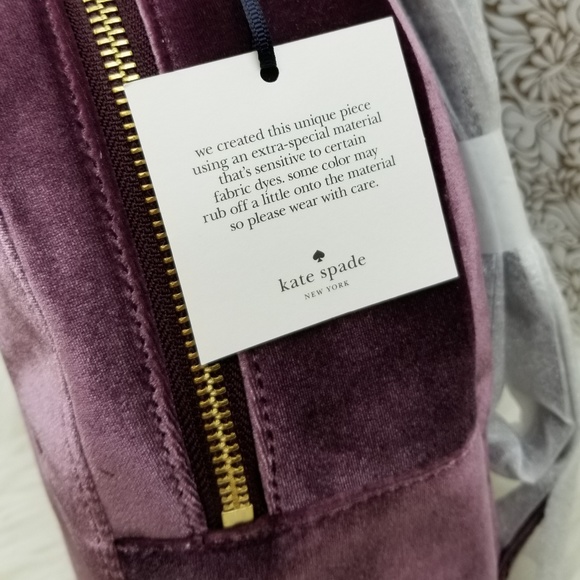 we created this unique piece
using an extra-special material
that's sensitive to certain
fabric dyes. some color may
rub off a little onto the material
so please wear with care.
kate spade
NEW YORK